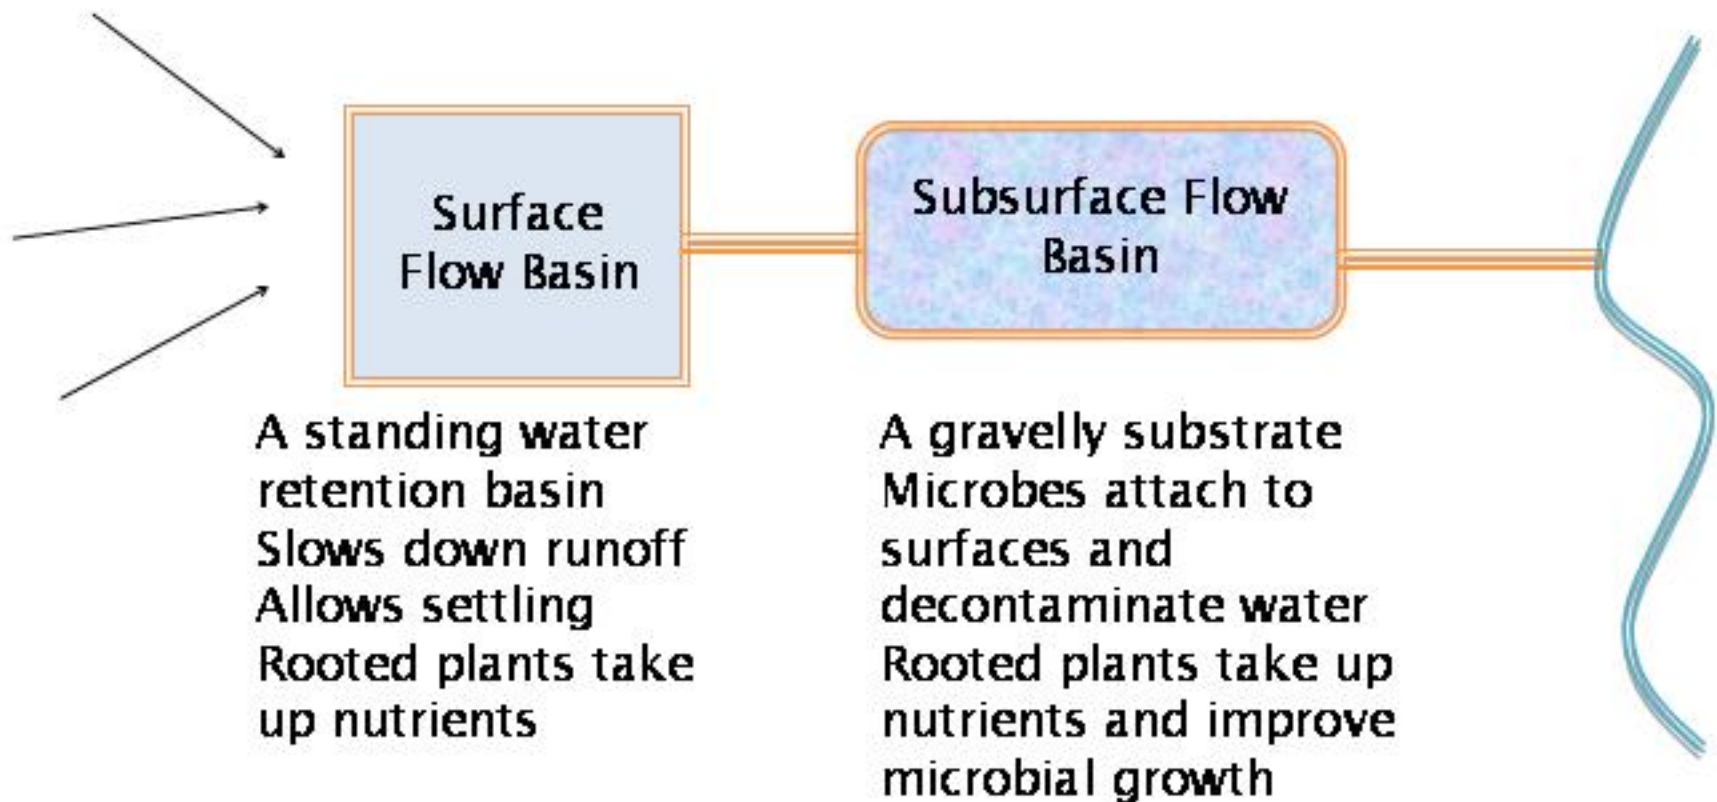 Surface
Flow Basin
Subsurface Flow
Basin
A standing water
retention basin
Slows down runoff
Allows settling
Rooted plants take
up nutrients
A gravelly substrate
Microbes attach to
surfaces and
decontaminate water
Rooted plants take up
nutrients and improve
microbial growth